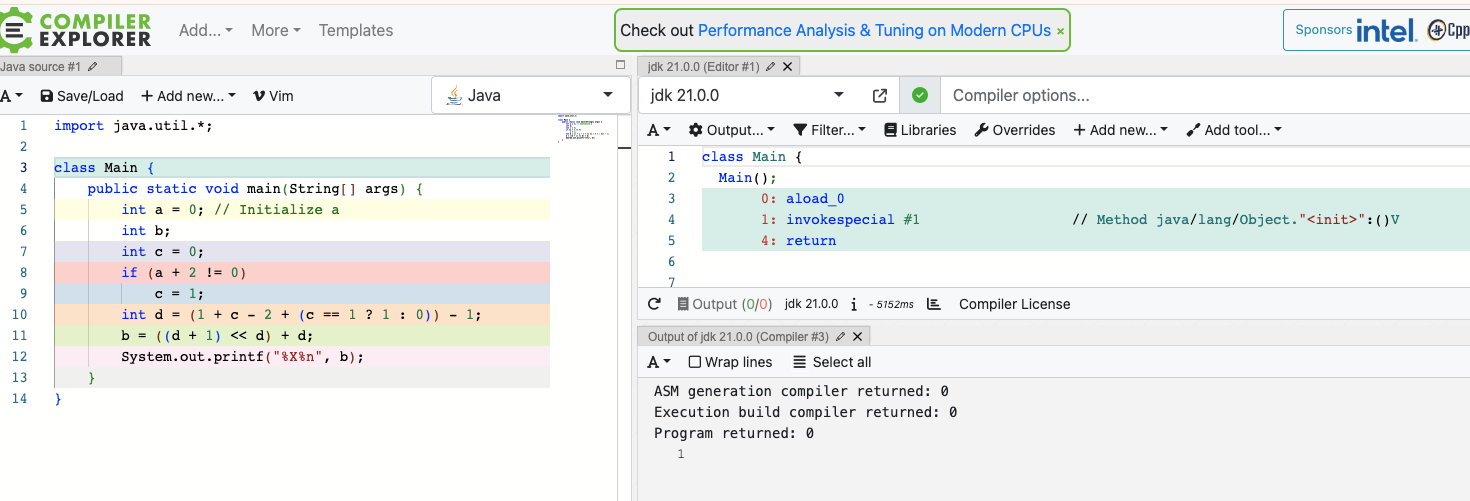 COMPILER
EXPLORER
Add...
More
Templates
Check out Performance Analysis & Tuning on Modern CPUs ×
Sponsors intel. Cpp
Java source #1
jdk 21.0.0 (Editor #1)
A
Save/Load
+ Add new...
Vim
Java
jdk 21.0.0
Compiler options...
A
Output...
Filter...
Libraries
Overrides
+ Add new...
Add tool...
1 import java.util.*;
2
3 class Main {
4 public static void main(String[] args) {
5 int a = 0; // Initialize a
6 int b;
7 int c = 0;
8 if (a + 2 != 0)
9 c = 1;
10 int d = (1 + c - 2 + (c == 1 ? 1 : 0)) - 1;
11 b = ((d + 1) << d) + d;
12 System.out.printf("%X%n", b);
13 }
14 }
1 class Main {
2 Main();
3 0: aload_0
4 1: invokespecial #1 // Method java/lang/Object."<init>":()V
5 4: return
6
7
Output (0/0) jdk 21.0.0 i - 5152ms Compiler License
Output of jdk 21.0.0 (Compiler #3)
A
Wrap lines
Select all
ASM generation compiler returned: 0
Execution build compiler returned: 0
Program returned: 0
1